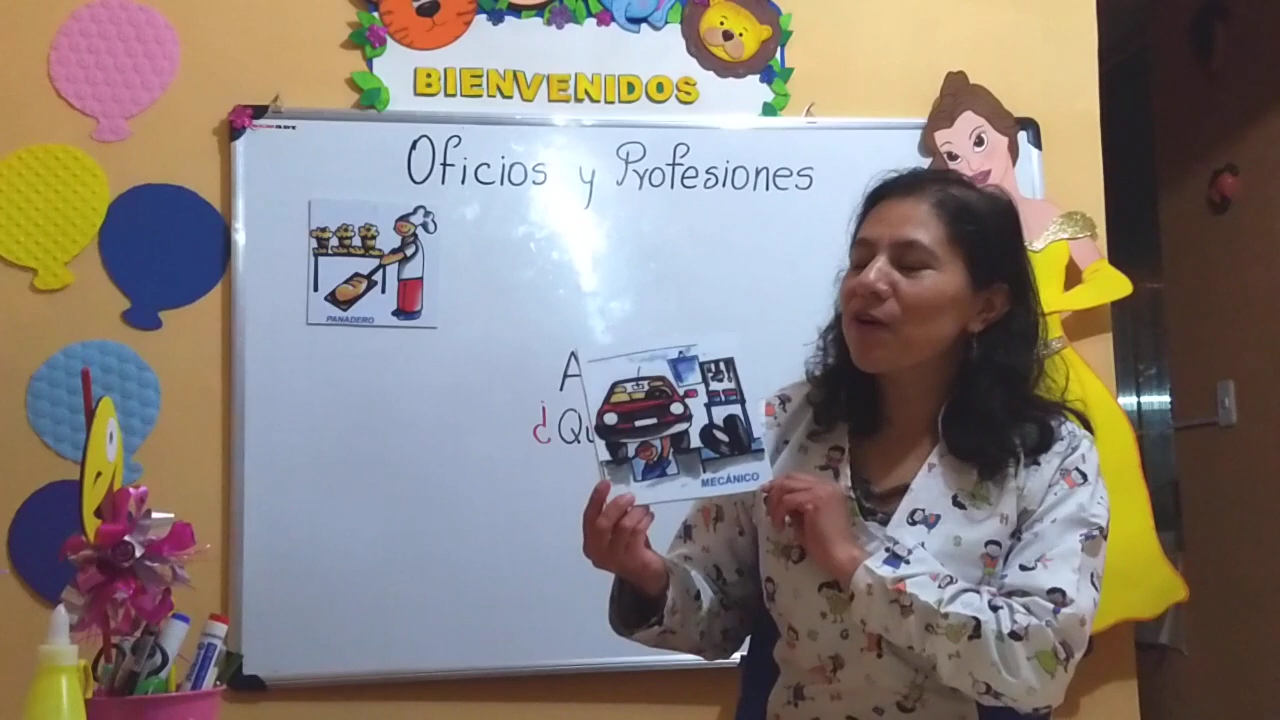 BIENVENIDOS
Oficios y Profesiones
PANADERO
A
¿Qu
MECÁNICO